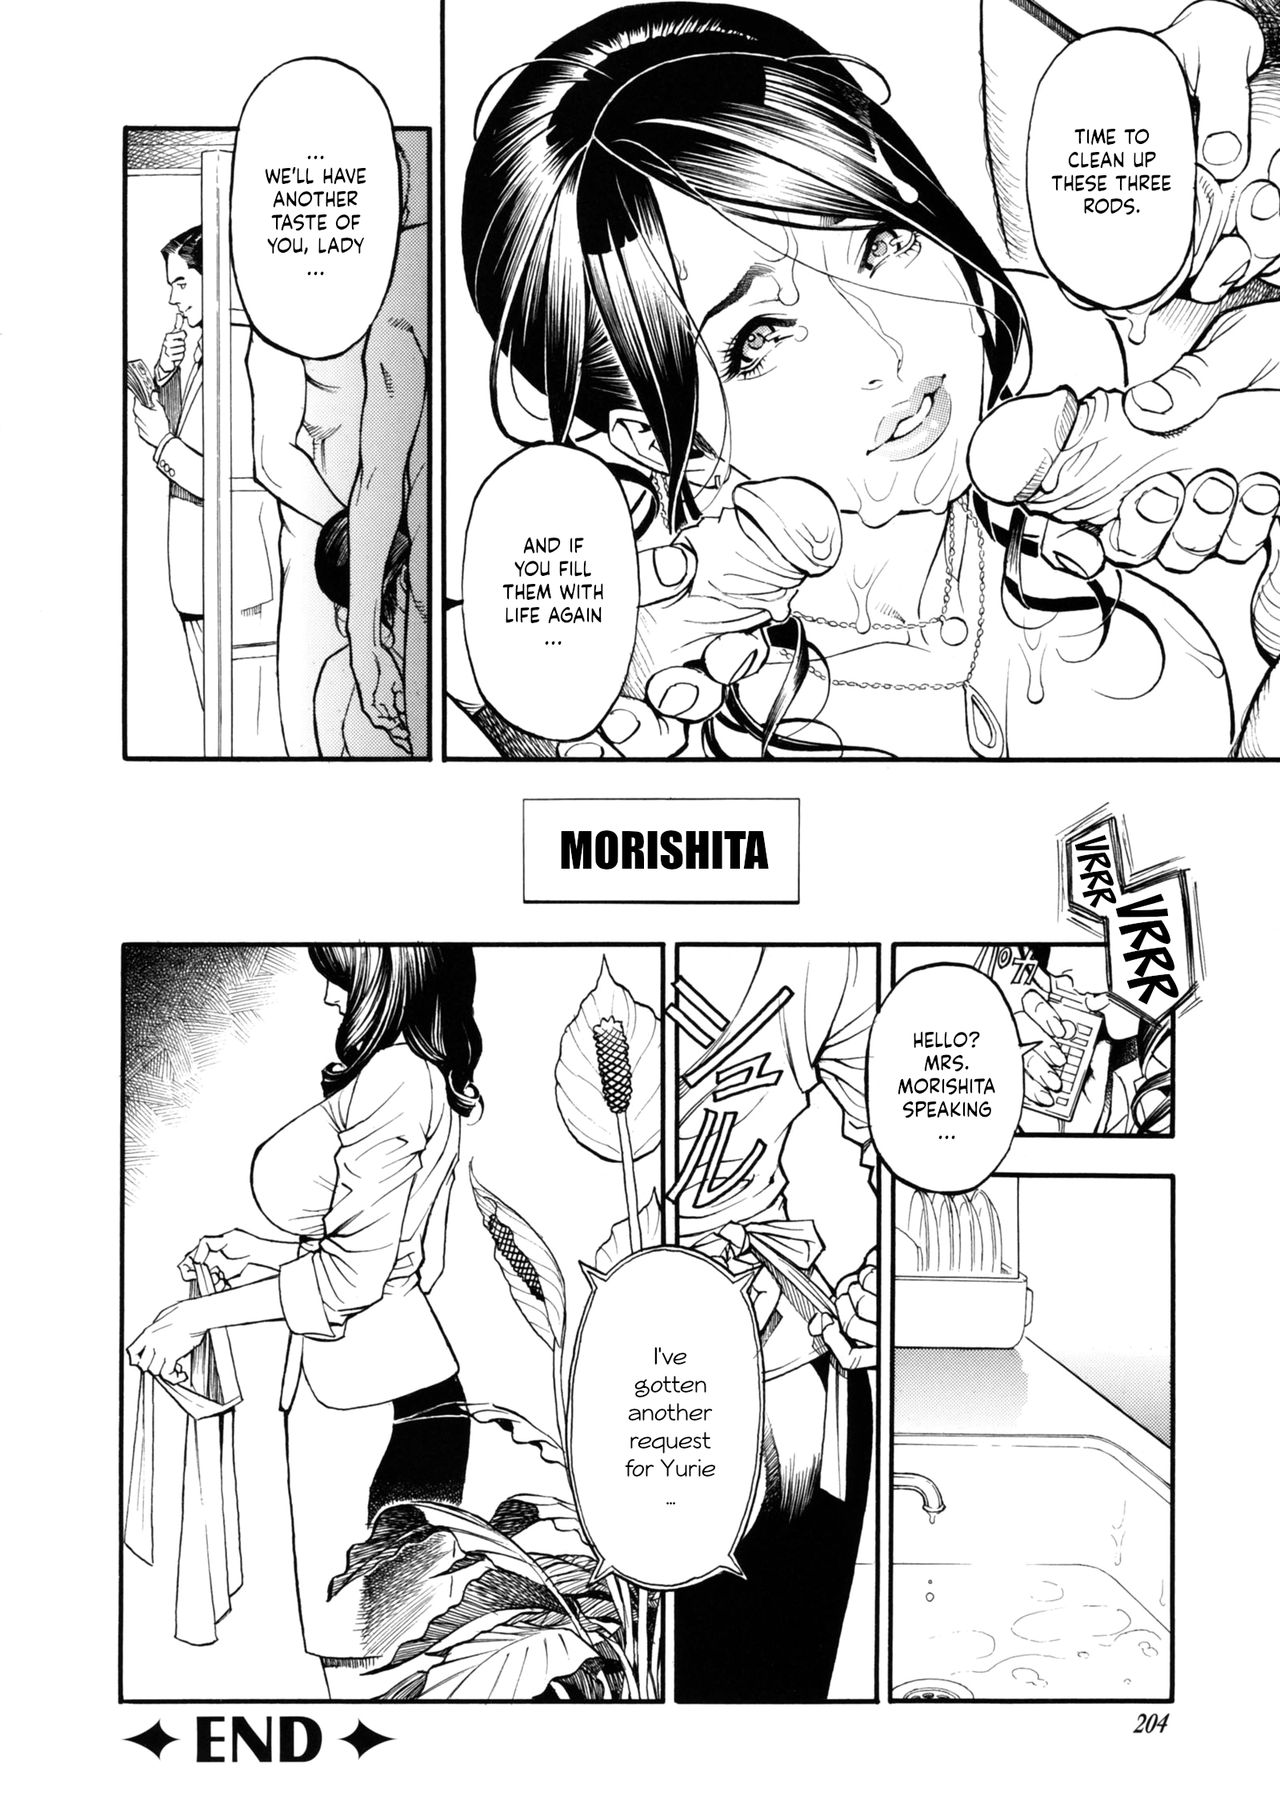 TIME TO
CLEAN UP
THESE THREE
RODS.
AND IF
YOU FILL
THEM WITH
LIFE AGAIN
...
...
WE'LL HAVE
ANOTHER
TASTE OF
YOU, LADY
...
MORISHITA
VRRR
VRRR
パカ
HELLO?
MRS.
MORISHITA
SPEAKING
...
シュル
I've
gotten
another
request
for Yurie
...
END
204